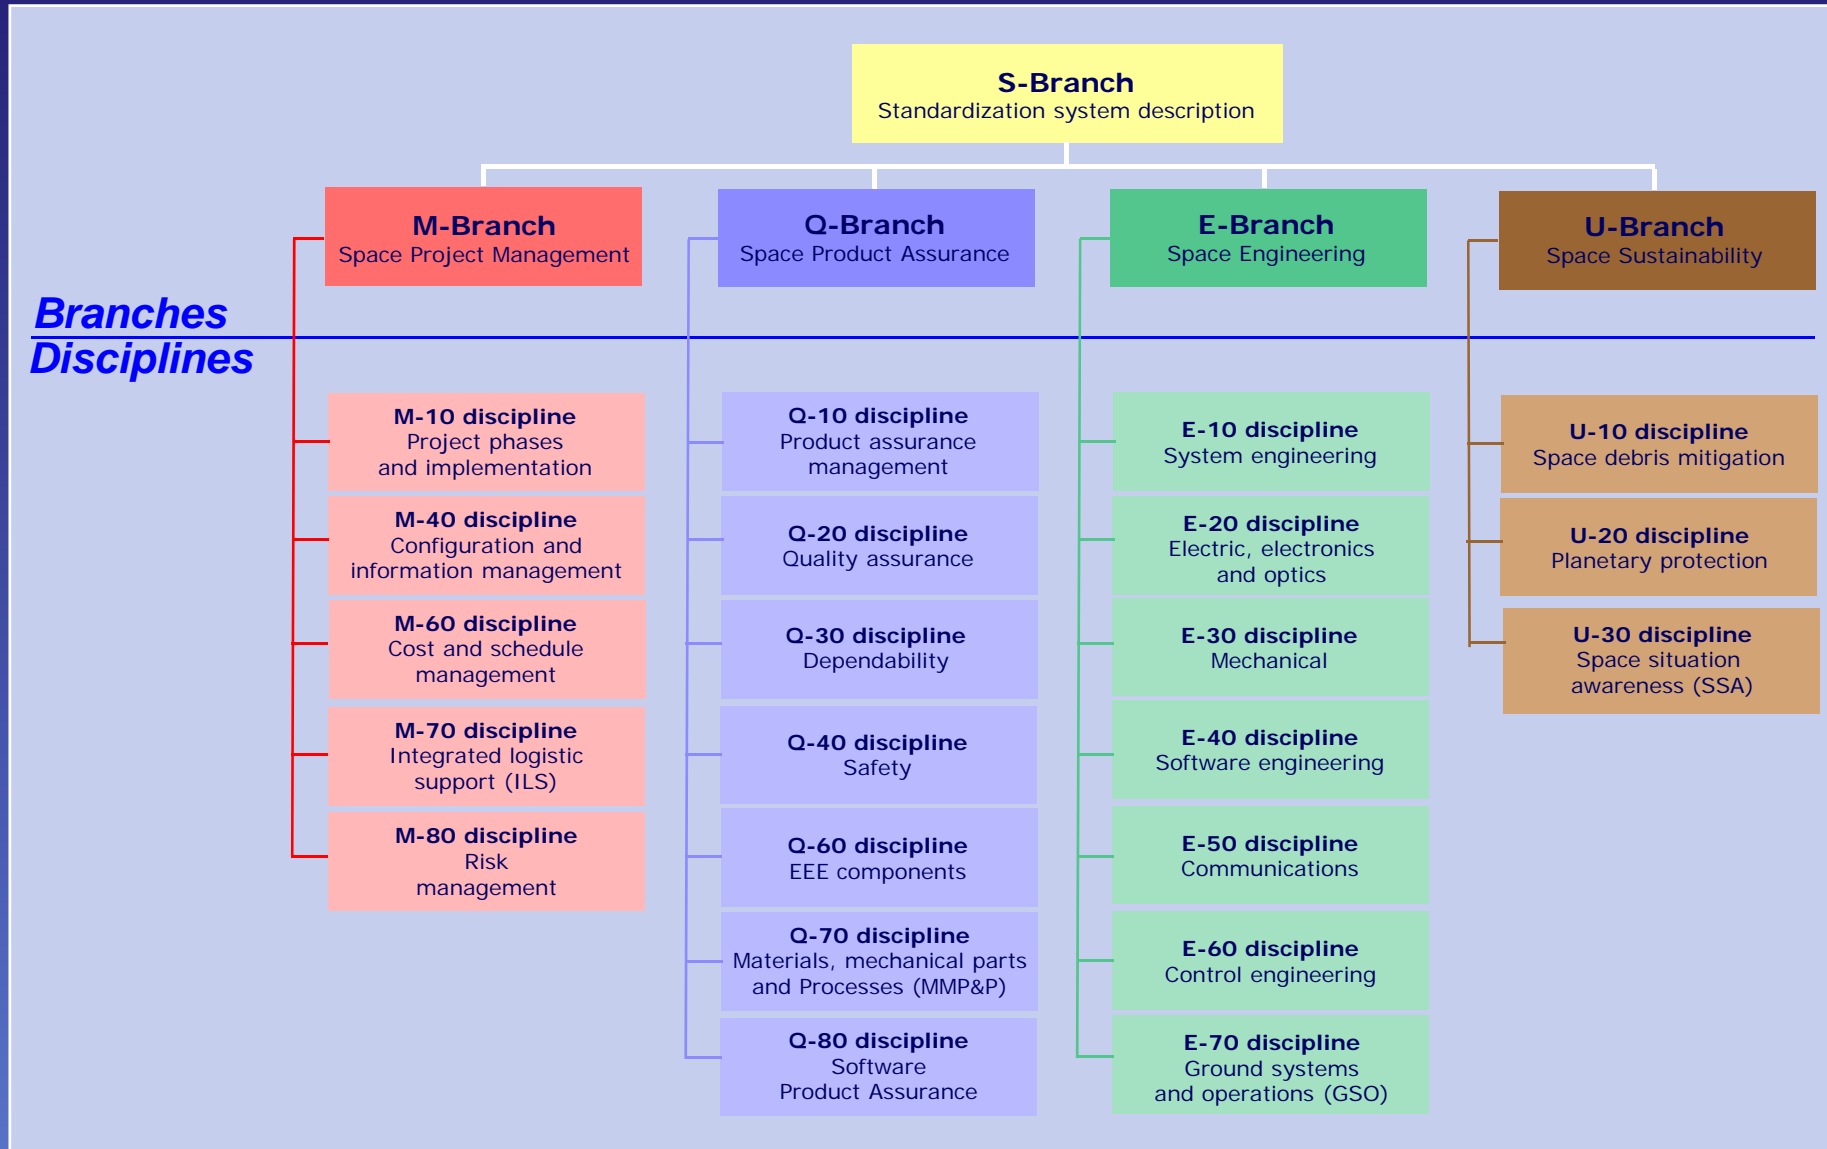 S-Branch
Standardization system description
M-Branch
Space Project Management
Q-Branch
Space Product Assurance
E-Branch
Space Engineering
U-Branch
Space Sustainability
Branches
Disciplines
M-10 discipline
Project phases
and implementation
M-40 discipline
Configuration and
information management
M-60 discipline
Cost and schedule
management
M-70 discipline
Integrated logistic
support (ILS)
M-80 discipline
Risk
management
Q-10 discipline
Product assurance
management
Q-20 discipline
Quality assurance
Q-30 discipline
Dependability
Q-40 discipline
Safety
Q-60 discipline
EEE components
Q-70 discipline
Materials, mechanical parts
and Processes (MMP&P)
Q-80 discipline
Software
Product Assurance
E-10 discipline
System engineering
E-20 discipline
Electric, electronics
and optics
E-30 discipline
Mechanical
E-40 discipline
Software engineering
E-50 discipline
Communications
E-60 discipline
Control engineering
E-70 discipline
Ground systems
and operations (GSO)
U-10 discipline
Space debris mitigation
U-20 discipline
Planetary protection
U-30 discipline
Space situation
awareness (SSA)